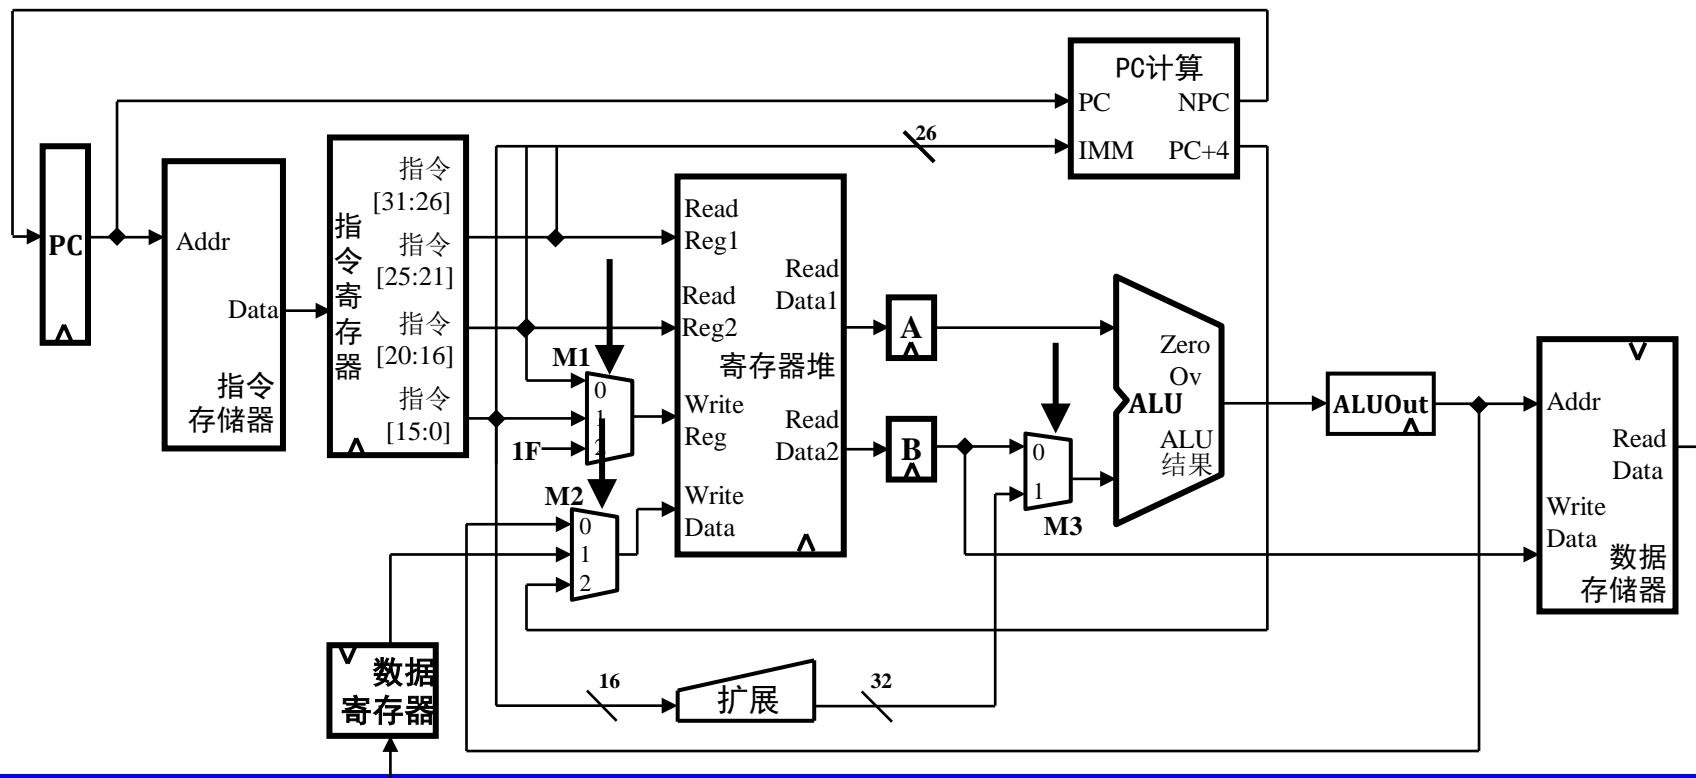 PC计算
PC
NPC
IMM
PC+4
26
PC
Addr
Data
指令
存储器
指令寄存器
指令
[31:26]
指令
[25:21]
指令
[20:16]
指令
[15:0]
M1
0
1
2
1F
M2
0
1
2
Read
Reg1
Read
Reg2
Write
Reg
Write
Data
Read
Data1
寄存器堆
Read
Data2
A
B
0
1
M3
Zero
Ov
ALU
ALU
结果
ALUOut
Addr
Read
Data
Write
Data
数据
存储器
数据
寄存器
16
扩展
32